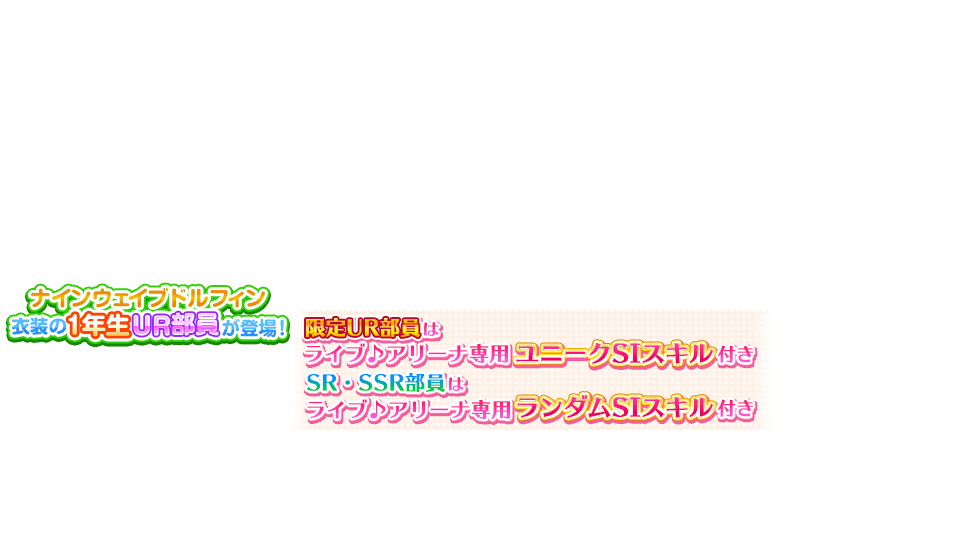 ナインウェイブドルフィン
衣装の1年生UR部員が登場!
限定UR部員は
ライブ♪アリーナ専用ユニークSIスキル付き
SR・SSR部員は
ライブ♪アリーナ専用ランダムSIスキル付き